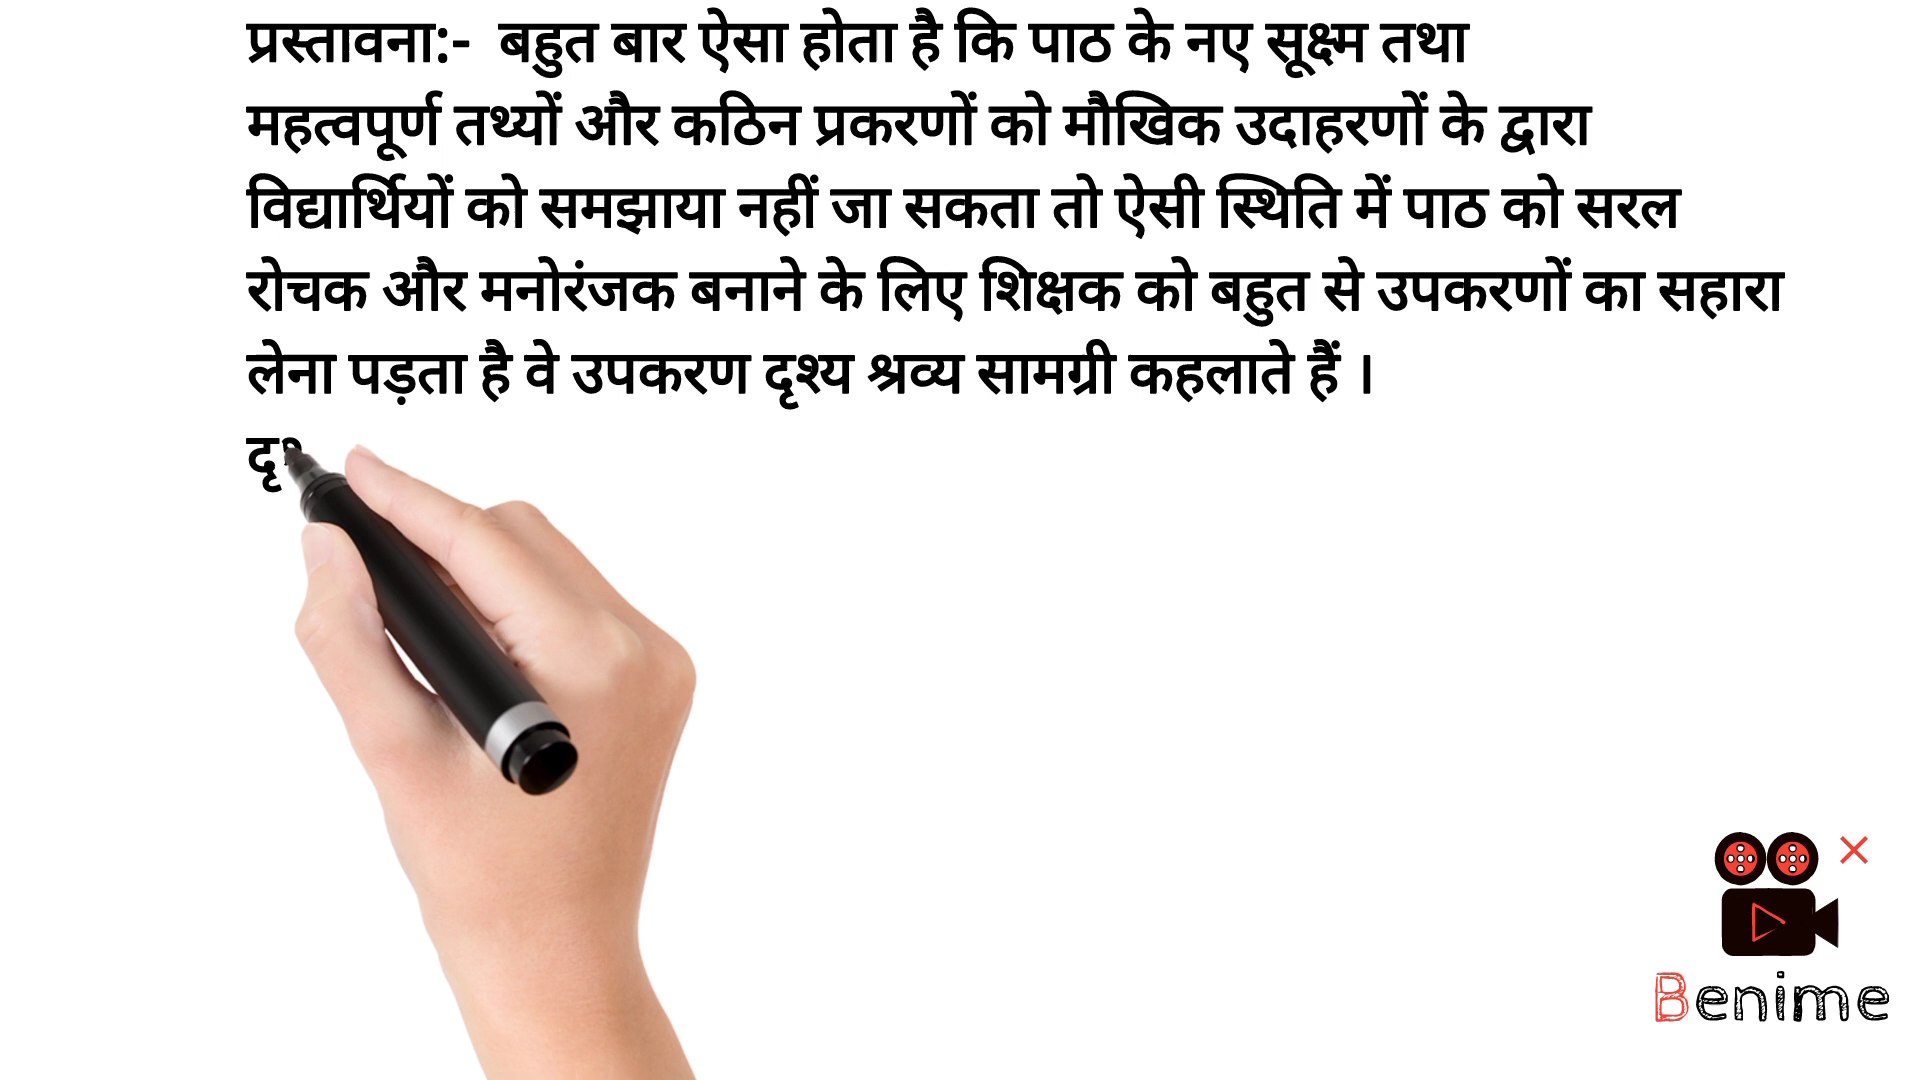 प्रस्तावना:- बहुत बार ऐसा होता है कि पाठ के नए सूक्ष्म तथा
महत्वपूर्ण तथ्यों और कठिन प्रकरणों को मौखिक उदाहरणों के द्वारा
विद्यार्थियों को समझाया नहीं जा सकता तो ऐसी स्थिति में पाठ को सरल
रोचक और मनोरंजक बनाने के लिए शिक्षक को बहुत से उपकरणों का सहारा
लेना पड़ता है वे उपकरण दृश्य श्रव्य सामग्री कहलाते हैं ।
Benime